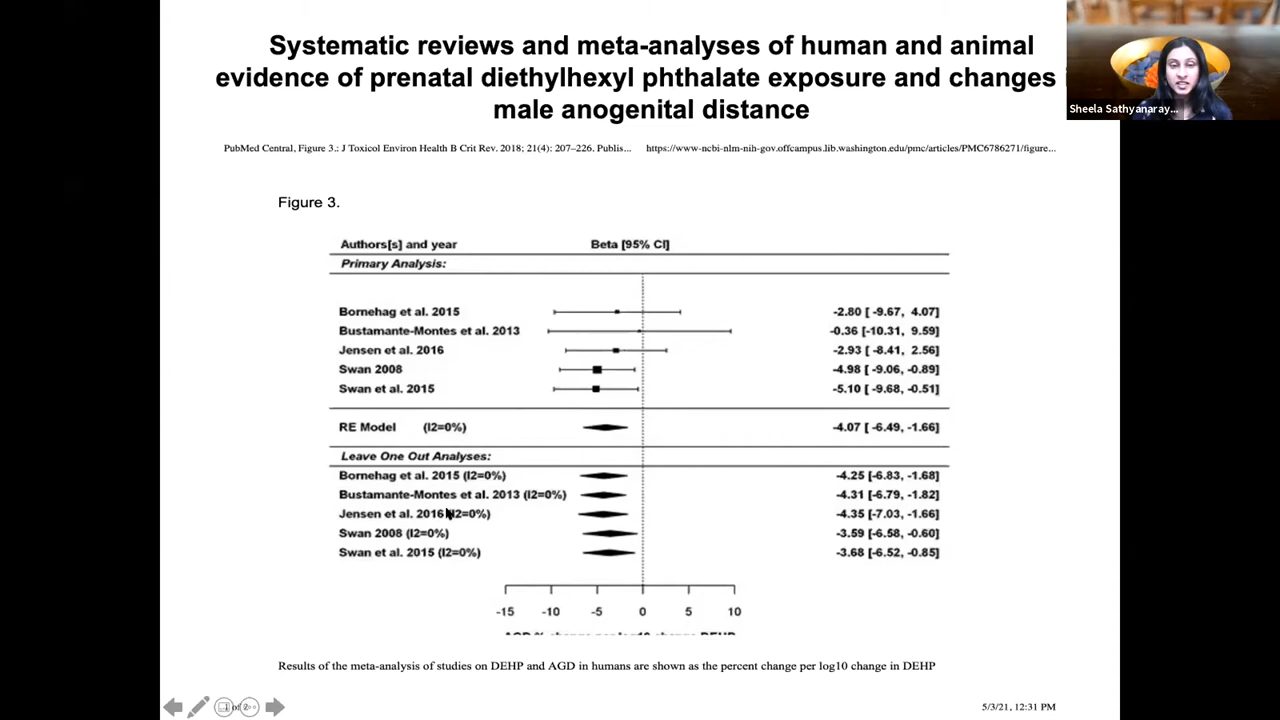 Systematic reviews and meta-analyses of human and animal
evidence of prenatal diethylhexyl phthalate exposure and changes
male anogenital distance
Sheela Sathyanaray...
PubMed Central, Figure 3.: J Toxicol Environ Health B Crit Rev. 2018; 21(4): 207–226. Publis... https://www-ncbi-nlm-nih-gov.offcampus.lib.washington.edu/pmc/articles/PMC6786271/figure...
Figure 3.
Authors[s] and year Beta [95% CI]
Primary Analysis:
Bornehag et al. 2015 -2.80 [ -9.67, 4.07]
Bustamante-Montes et al. 2013 -0.36 [-10.31, 9.59]
Jensen et al. 2016 -2.93 [ -8.41, 2.56]
Swan 2008 -4.98 [ -9.06, -0.89]
Swan et al. 2015 -5.10 [ -9.68, -0.51]
RE Model (I2=0%) -4.07 [ -6.49, -1.66]
Leave One Out Analyses:
Bornehag et al. 2015 (I2=0%) -4.25 [-6.83, -1.68]
Bustamante-Montes et al. 2013 (I2=0%) -4.31 [-6.79, -1.82]
Jensen et al. 2016 (I2=0%) -4.35 [-7.03, -1.66]
Swan 2008 (I2=0%) -3.59 [-6.58, -0.60]
Swan et al. 2015 (I2=0%) -3.68 [-6.52, -0.85]
-15 -10 -5 0 5 10
AGD % change per log10 change DEHP
Results of the meta-analysis of studies on DEHP and AGD in humans are shown as the percent change per log10 change in DEHP
1 of 2 5/3/21, 12:31 PM